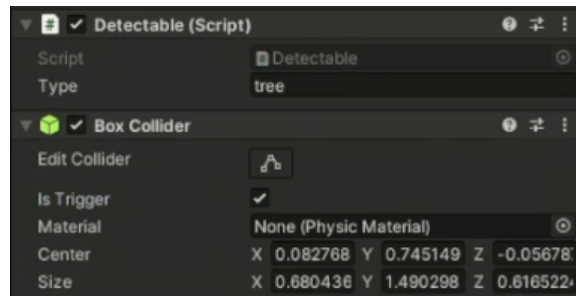 Detectable (Script)
Script Detectable
Type tree
Box Collider
Edit Collider
Is Trigger
Material None (Physic Material)
Center X 0.082768 Y 0.745149 Z -0.05678
Size X 0.680436 Y 1.490298 Z 0.616522